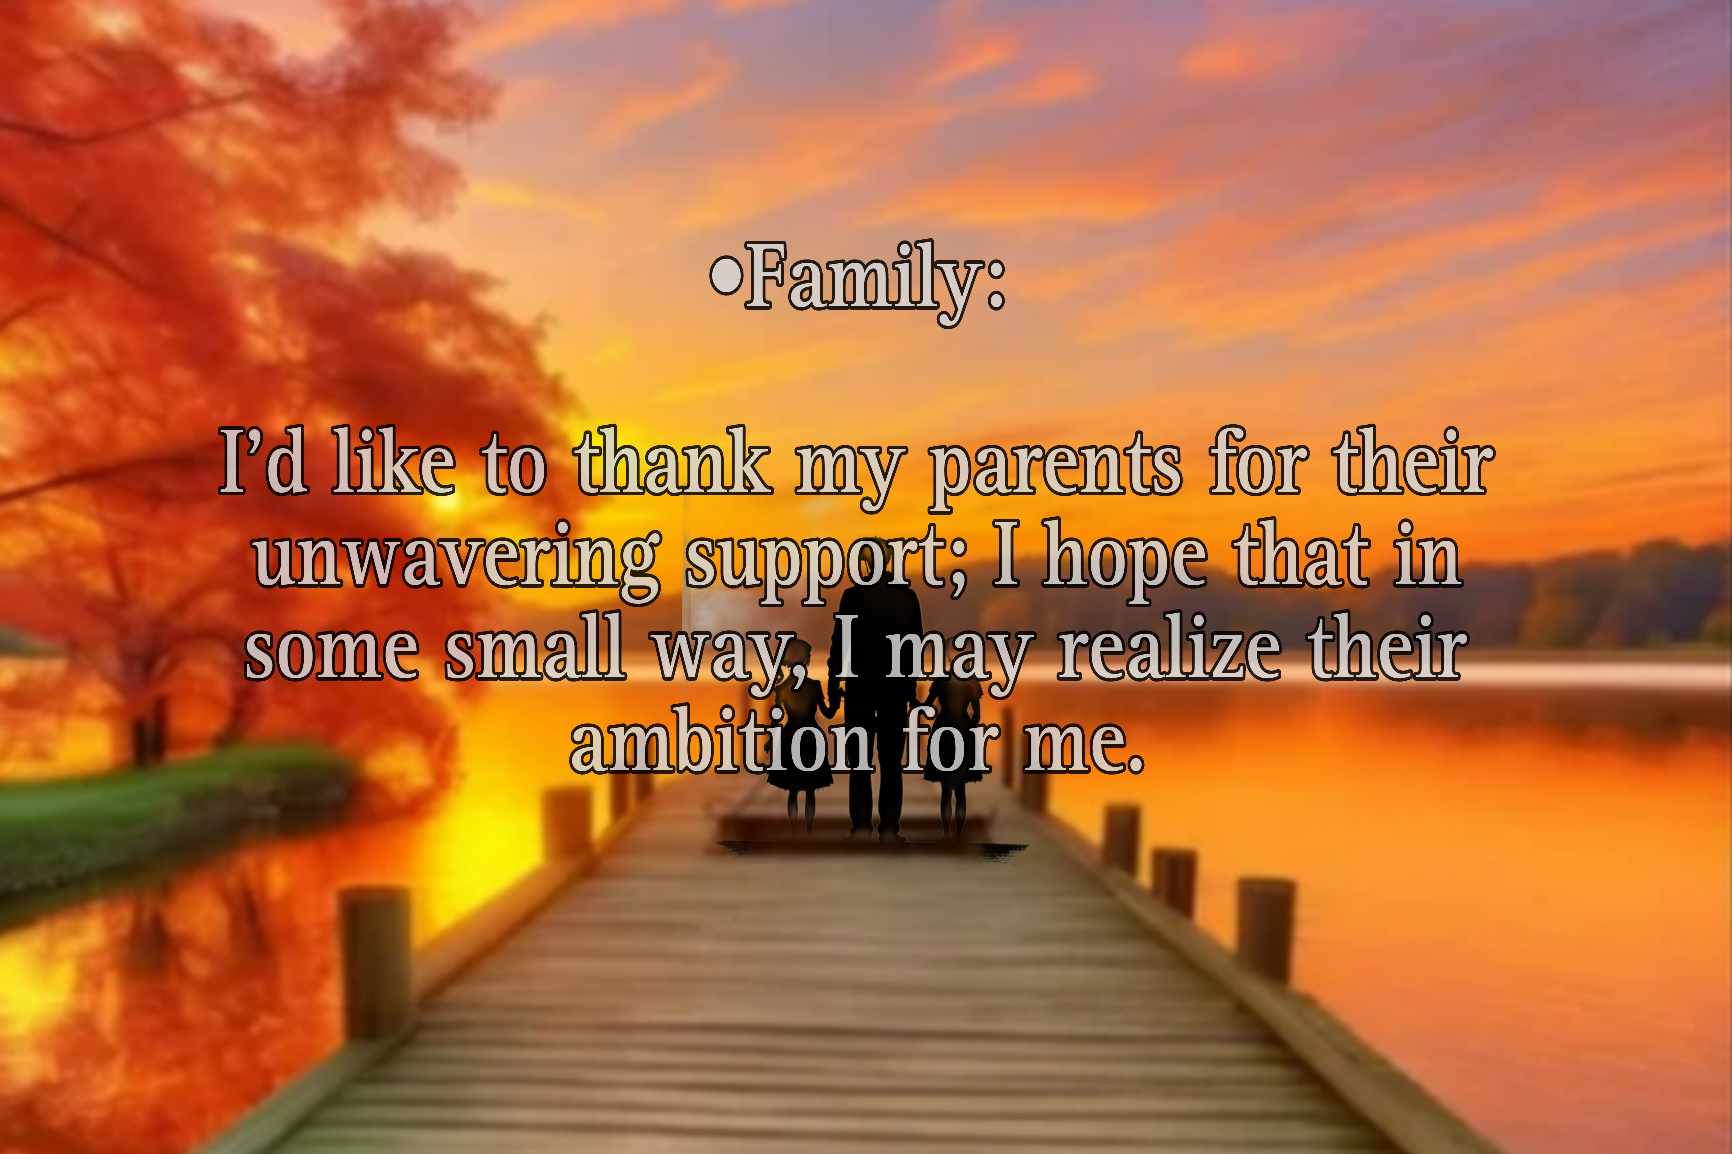 •Family:
I’d like to thank my parents for their
unwavering support; I hope that in
some small way, I may realize their
ambition for me.